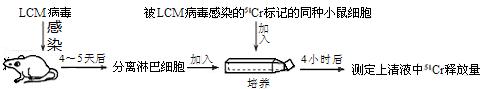 LCM病毒
被LCM病毒感染的⁵¹Cr标记的同种小鼠细胞
感染
加入
4～5天后
分离淋巴细胞
加入
培养
4小时后
测定上清液中⁵¹Cr释放量